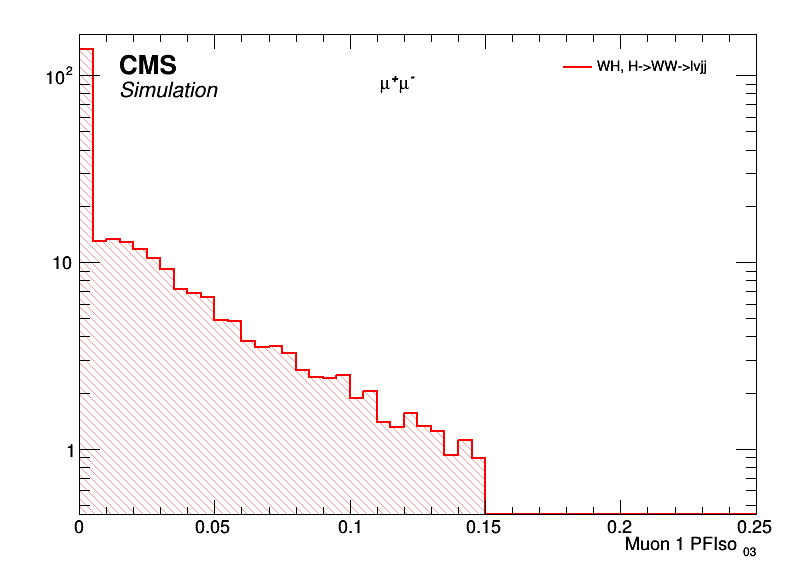 CMS
Simulation
μ⁺μ⁻
WH, H->WW->lvjj
10²
10
1
0 0.05 0.1 0.15 0.2 0.25
Muon 1 PFIso 03